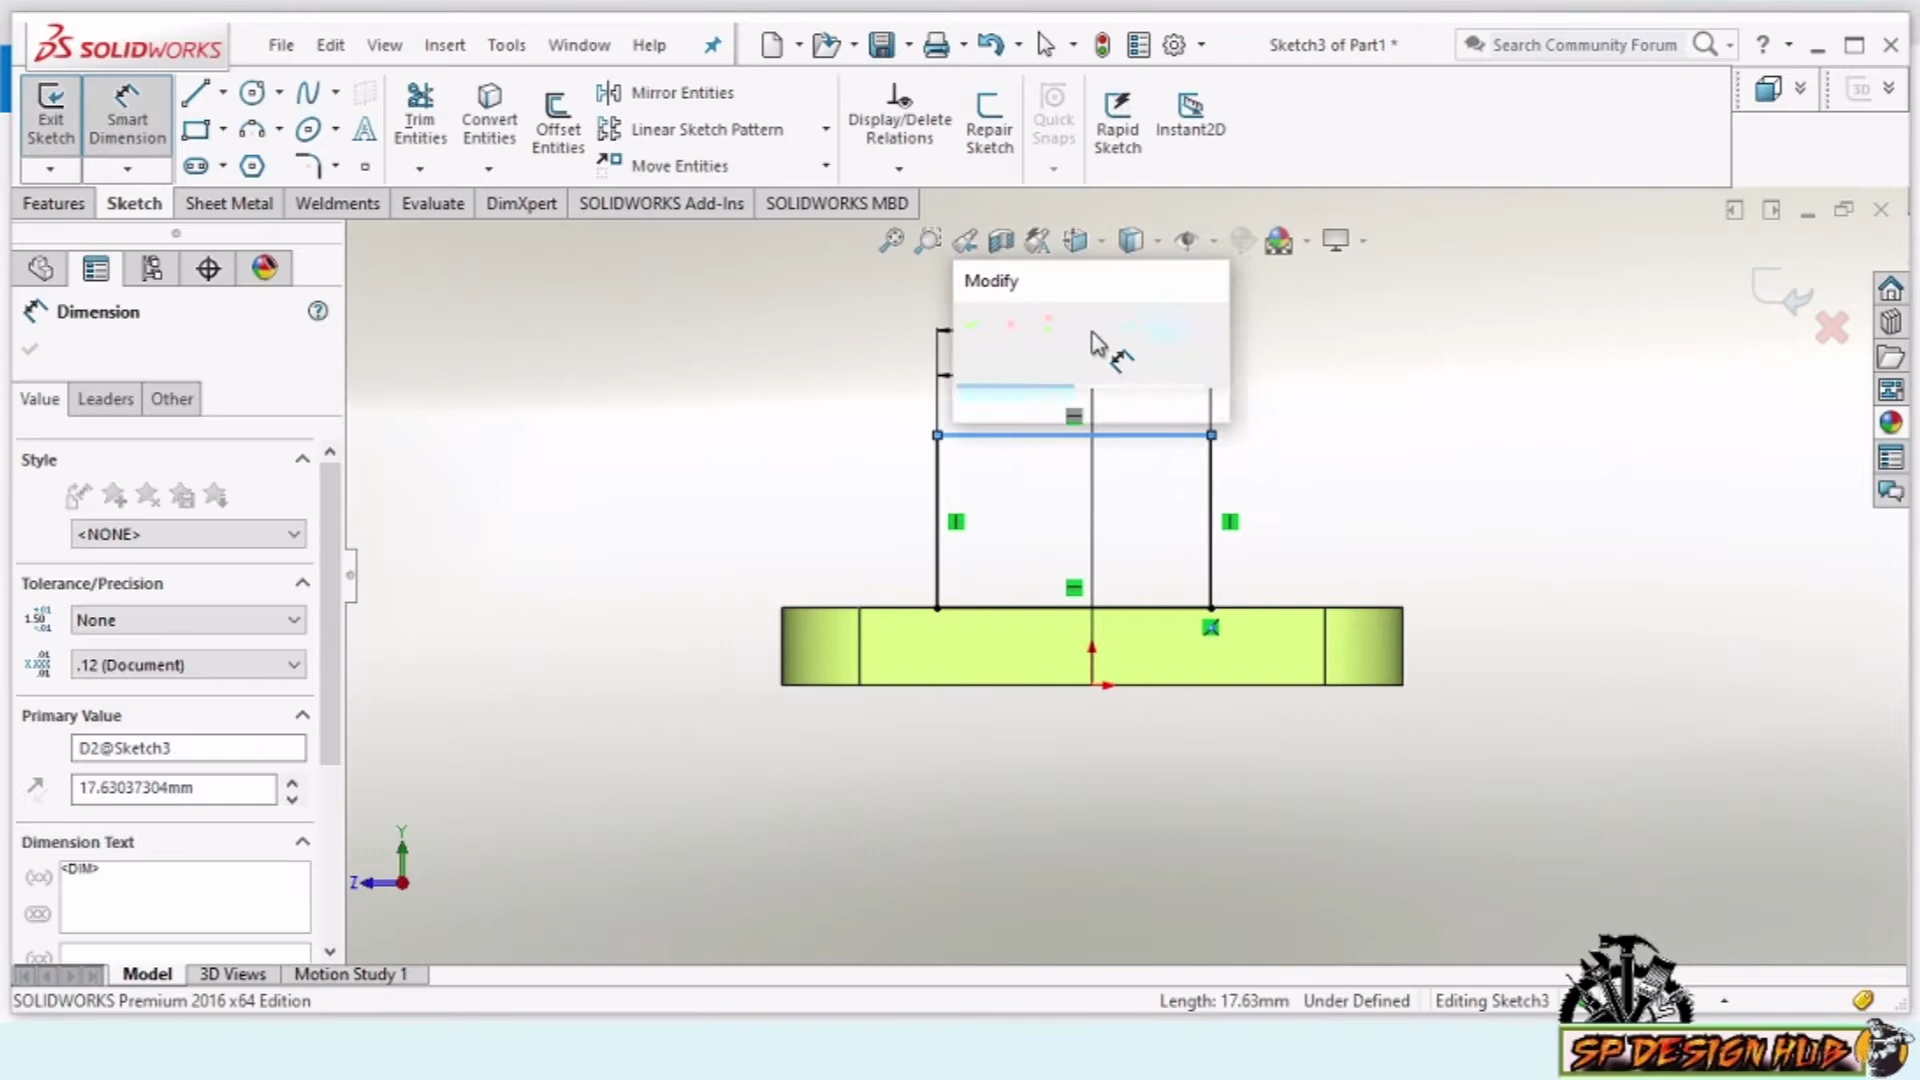 SOLIDWORKS File Edit View Insert Tools Window Help Sketch3 of Part1 * Search Community Forum ?
Exit Sketch
Smart Dimension
Trim Entities
Convert Entities
Offset Entities
Mirror Entities
Linear Sketch Pattern
Move Entities
Display/Delete Relations
Repair Sketch
Quick Snaps
Rapid Sketch
Instant2D
3D
Features Sketch Sheet Metal Weldments Evaluate DimXpert SOLIDWORKS Add-Ins SOLIDWORKS MBD
Modify
Dimension
Value Leaders Other
Style
<NONE>
Tolerance/Precision
None
.12 (Document)
Primary Value
D2@Sketch3
17.63037304mm
Dimension Text
<DIM>
Y
Z
Model 3D Views Motion Study 1
SOLIDWORKS Premium 2016 x64 Edition Length: 17.63mm Under Defined Editing Sketch3
SP DESIGN HUB